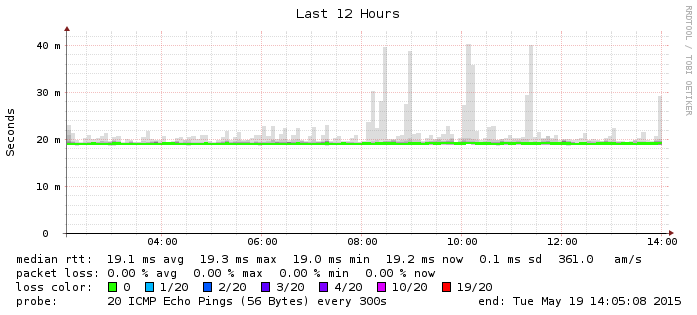 Last 12 Hours
RRDTOOL / TOBI OETIKER
Seconds
40 m
30 m
20 m
10 m
0
04:00 06:00 08:00 10:00 12:00 14:00
median rtt: 19.1 ms avg 19.3 ms max 19.0 ms min 19.2 ms now 0.1 ms sd 361.0 am/s
packet loss: 0.00 % avg 0.00 % max 0.00 % min 0.00 % now
loss color: 0 1/20 2/20 3/20 4/20 10/20 19/20
probe: 20 ICMP Echo Pings (56 Bytes) every 300s end: Tue May 19 14:05:08 2015